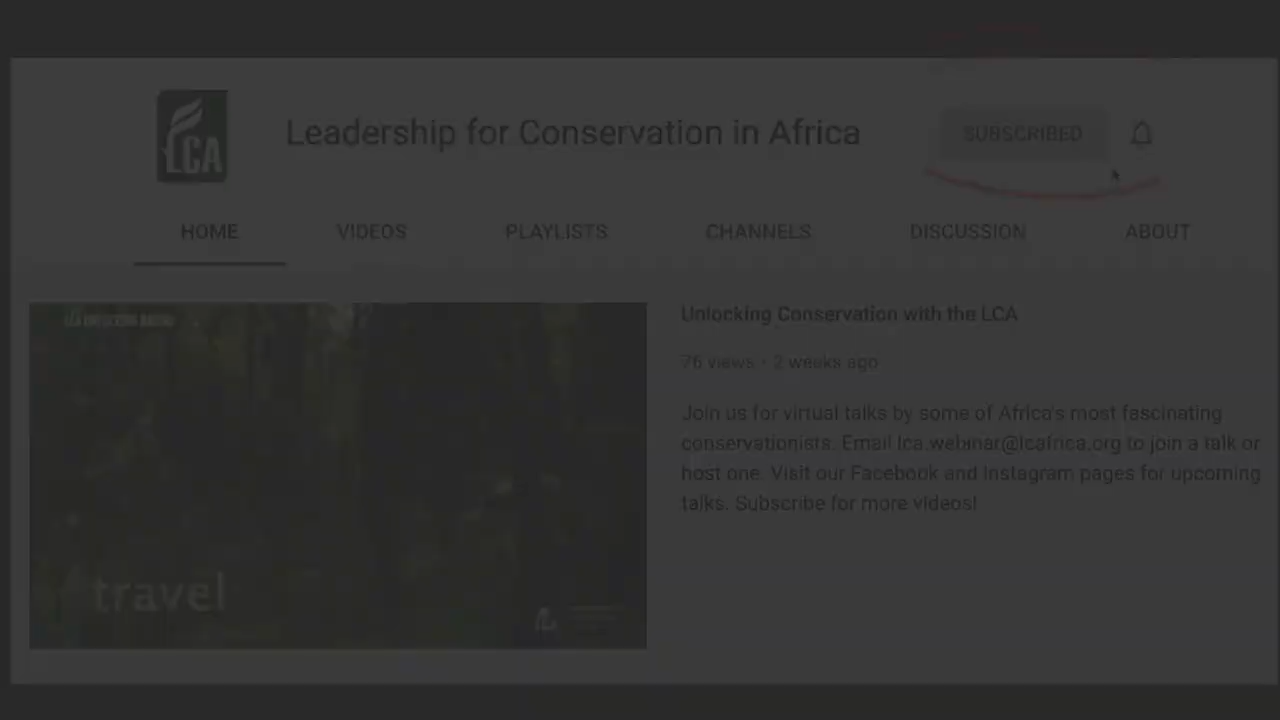 LCA
Leadership for Conservation in Africa
SUBSCRIBED
HOME VIDEOS PLAYLISTS CHANNELS DISCUSSION ABOUT
Unlocking Conservation with the LCA
76 views · 2 weeks ago
Join us for virtual talks by some of Africa's most fascinating
conservationists. Email lca.webinar@lcafrica.org to join a talk or
host one. Visit our Facebook and Instagram pages for upcoming
talks. Subscribe for more videos!
travel